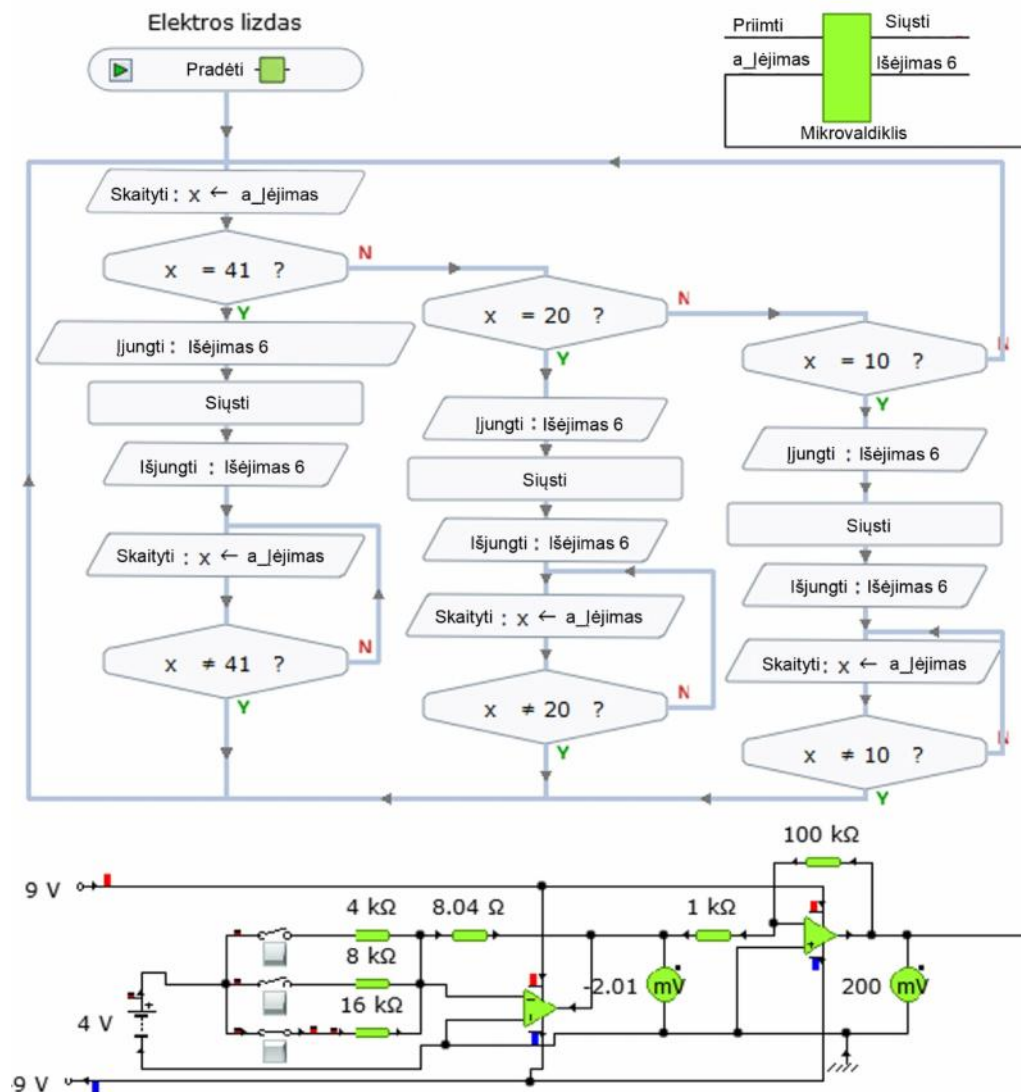 Elektros lizdas
Pradėti
Priimti
Siųsti
a_Įėjimas
Išėjimas 6
Mikrovaldiklis
Skaityti : x ← a_Įėjimas
x = 41 ?
N
Y
x = 20 ?
N
Y
x = 10 ?
N
Y
Įjungti : Išėjimas 6
Siųsti
Išjungti : Išėjimas 6
Skaityti : x ← a_Įėjimas
x ≠ 41 ?
N
Y
Įjungti : Išėjimas 6
Siųsti
Išjungti : Išėjimas 6
Skaityti : x ← a_Įėjimas
x ≠ 20 ?
N
Y
Įjungti : Išėjimas 6
Siųsti
Išjungti : Išėjimas 6
Skaityti : x ← a_Įėjimas
x ≠ 10 ?
N
Y
100 kΩ
9 V
4 kΩ
8.04 Ω
1 kΩ
8 kΩ
16 kΩ
-2.01 mV
200 mV
4 V
-9 V